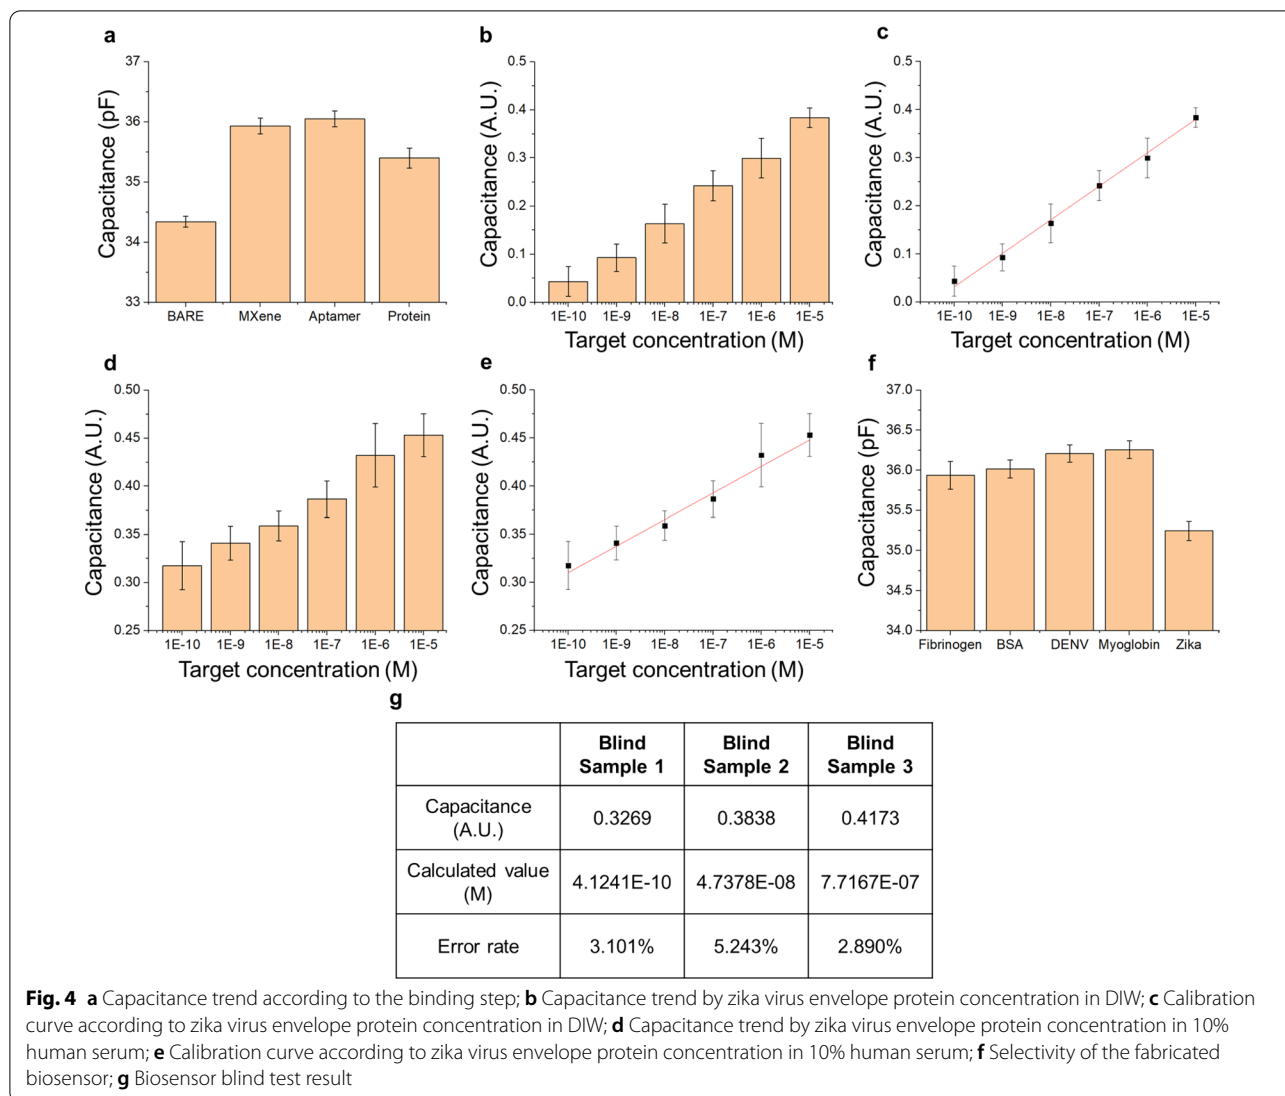 a
Capacitance (pF)
37
36
35
34
33
BARE MXene Aptamer Protein
b
Capacitance (A.U.)
0.5
0.4
0.3
0.2
0.1
0.0
1E-10 1E-9 1E-8 1E-7 1E-6 1E-5
Target concentration (M)
c
Capacitance (A.U.)
0.5
0.4
0.3
0.2
0.1
0.0
1E-10 1E-9 1E-8 1E-7 1E-6 1E-5
Target concentration (M)
d
Capacitance (A.U.)
0.50
0.45
0.40
0.35
0.30
0.25
1E-10 1E-9 1E-8 1E-7 1E-6 1E-5
Target concentration (M)
e
Capacitance (A.U.)
0.50
0.45
0.40
0.35
0.30
0.25
1E-10 1E-9 1E-8 1E-7 1E-6 1E-5
Target concentration (M)
f
Capacitance (pF)
37.0
36.5
36.0
35.5
35.0
34.5
34.0
Fibrinogen BSA DENV Myoglobin Zika
g
Blind Blind Blind
Sample 1 Sample 2 Sample 3
Capacitance
(A.U.) 0.3269 0.3838 0.4173
Calculated value
(M) 4.1241E-10 4.7378E-08 7.7167E-07
Error rate 3.101% 5.243% 2.890%
Fig. 4 a Capacitance trend according to the binding step; b Capacitance trend by zika virus envelope protein concentration in DIW; c Calibration
curve according to zika virus envelope protein concentration in DIW; d Capacitance trend by zika virus envelope protein concentration in 10%
human serum; e Calibration curve according to zika virus envelope protein concentration in 10% human serum; f Selectivity of the fabricated
biosensor; g Biosensor blind test result